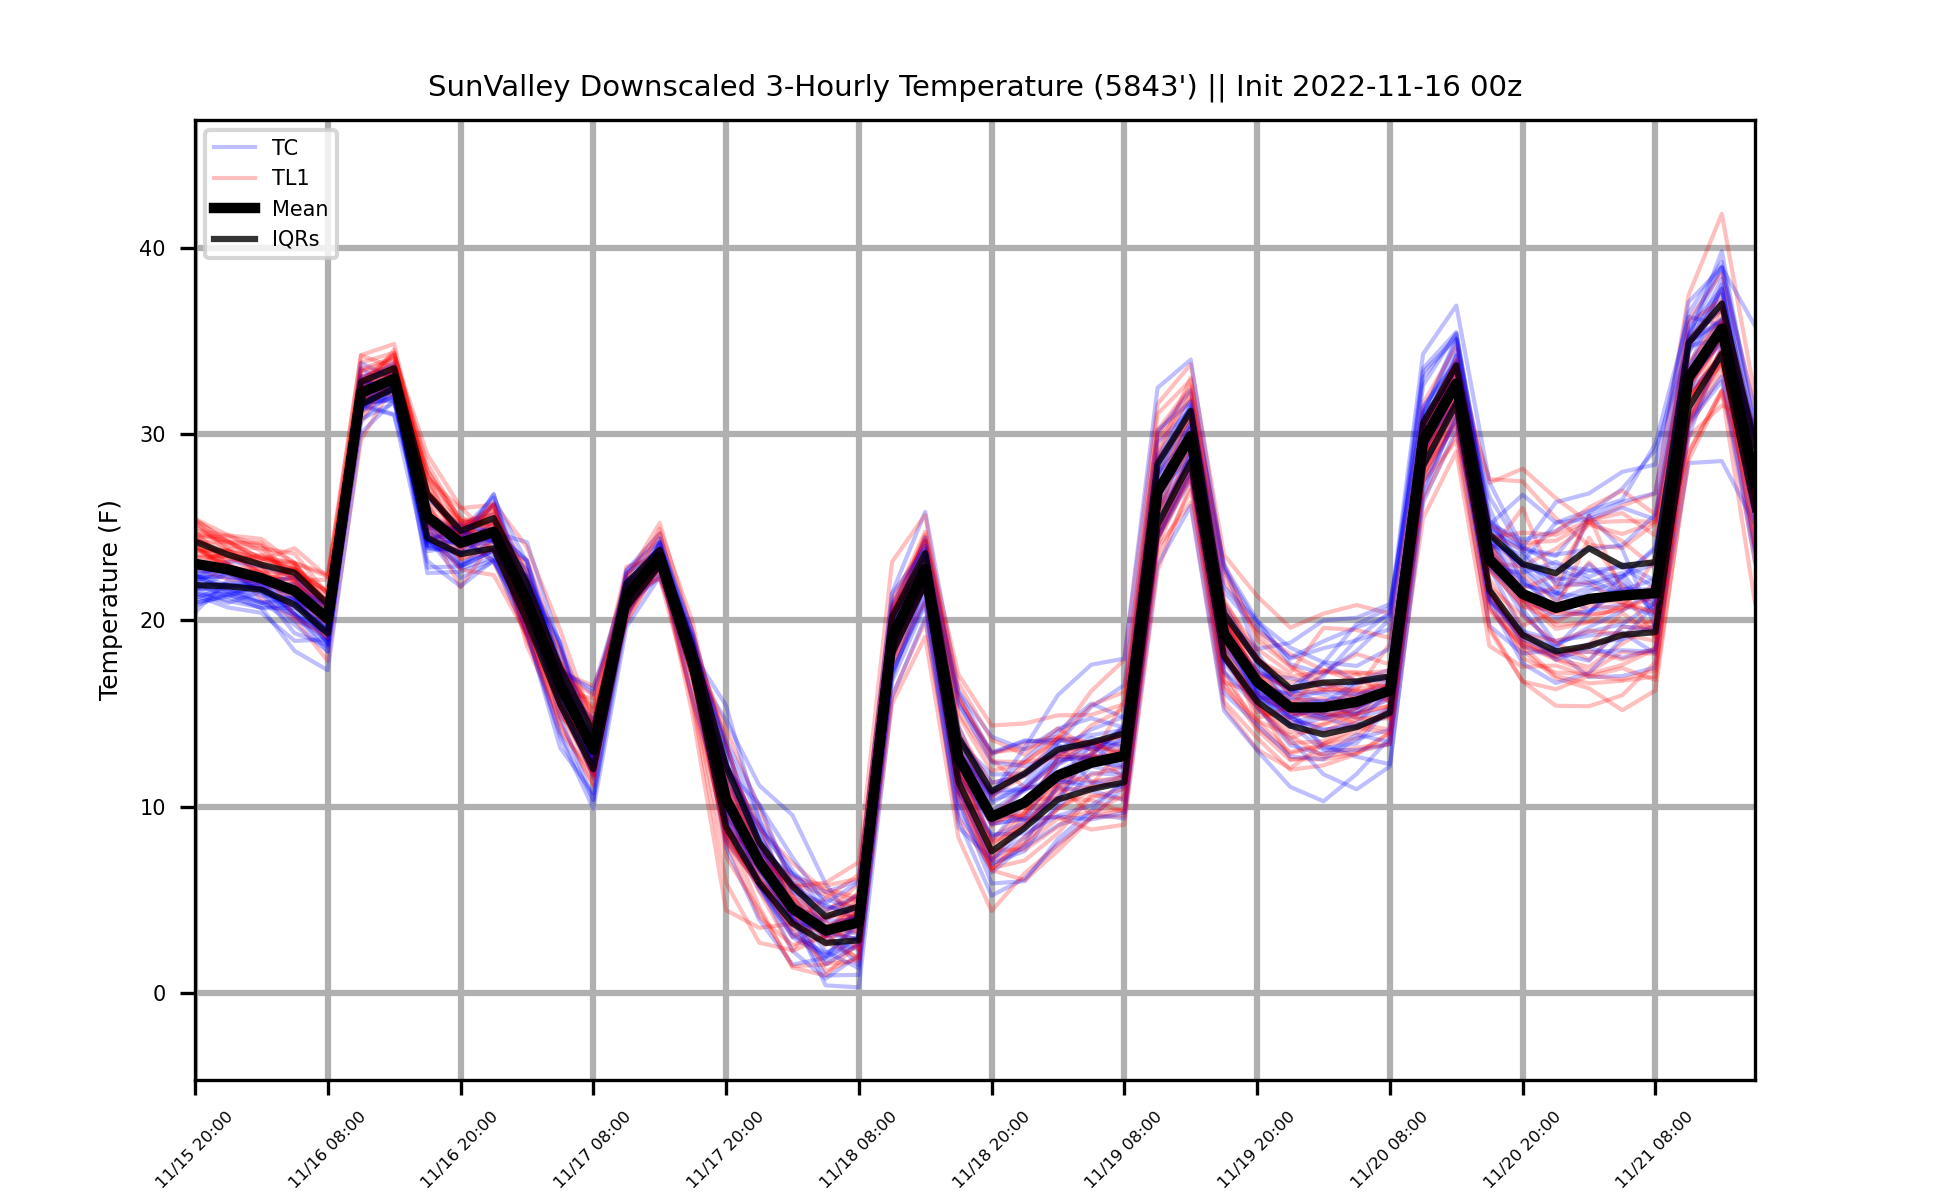 SunValley Downscaled 3-Hourly Temperature (5843') || Init 2022-11-16 00z
TC
TL1
Mean
IQRs
Temperature (F)
40
30
20
10
0
11/15 20:00
11/16 08:00
11/16 20:00
11/17 08:00
11/17 20:00
11/18 08:00
11/18 20:00
11/19 08:00
11/19 20:00
11/20 08:00
11/20 20:00
11/21 08:00